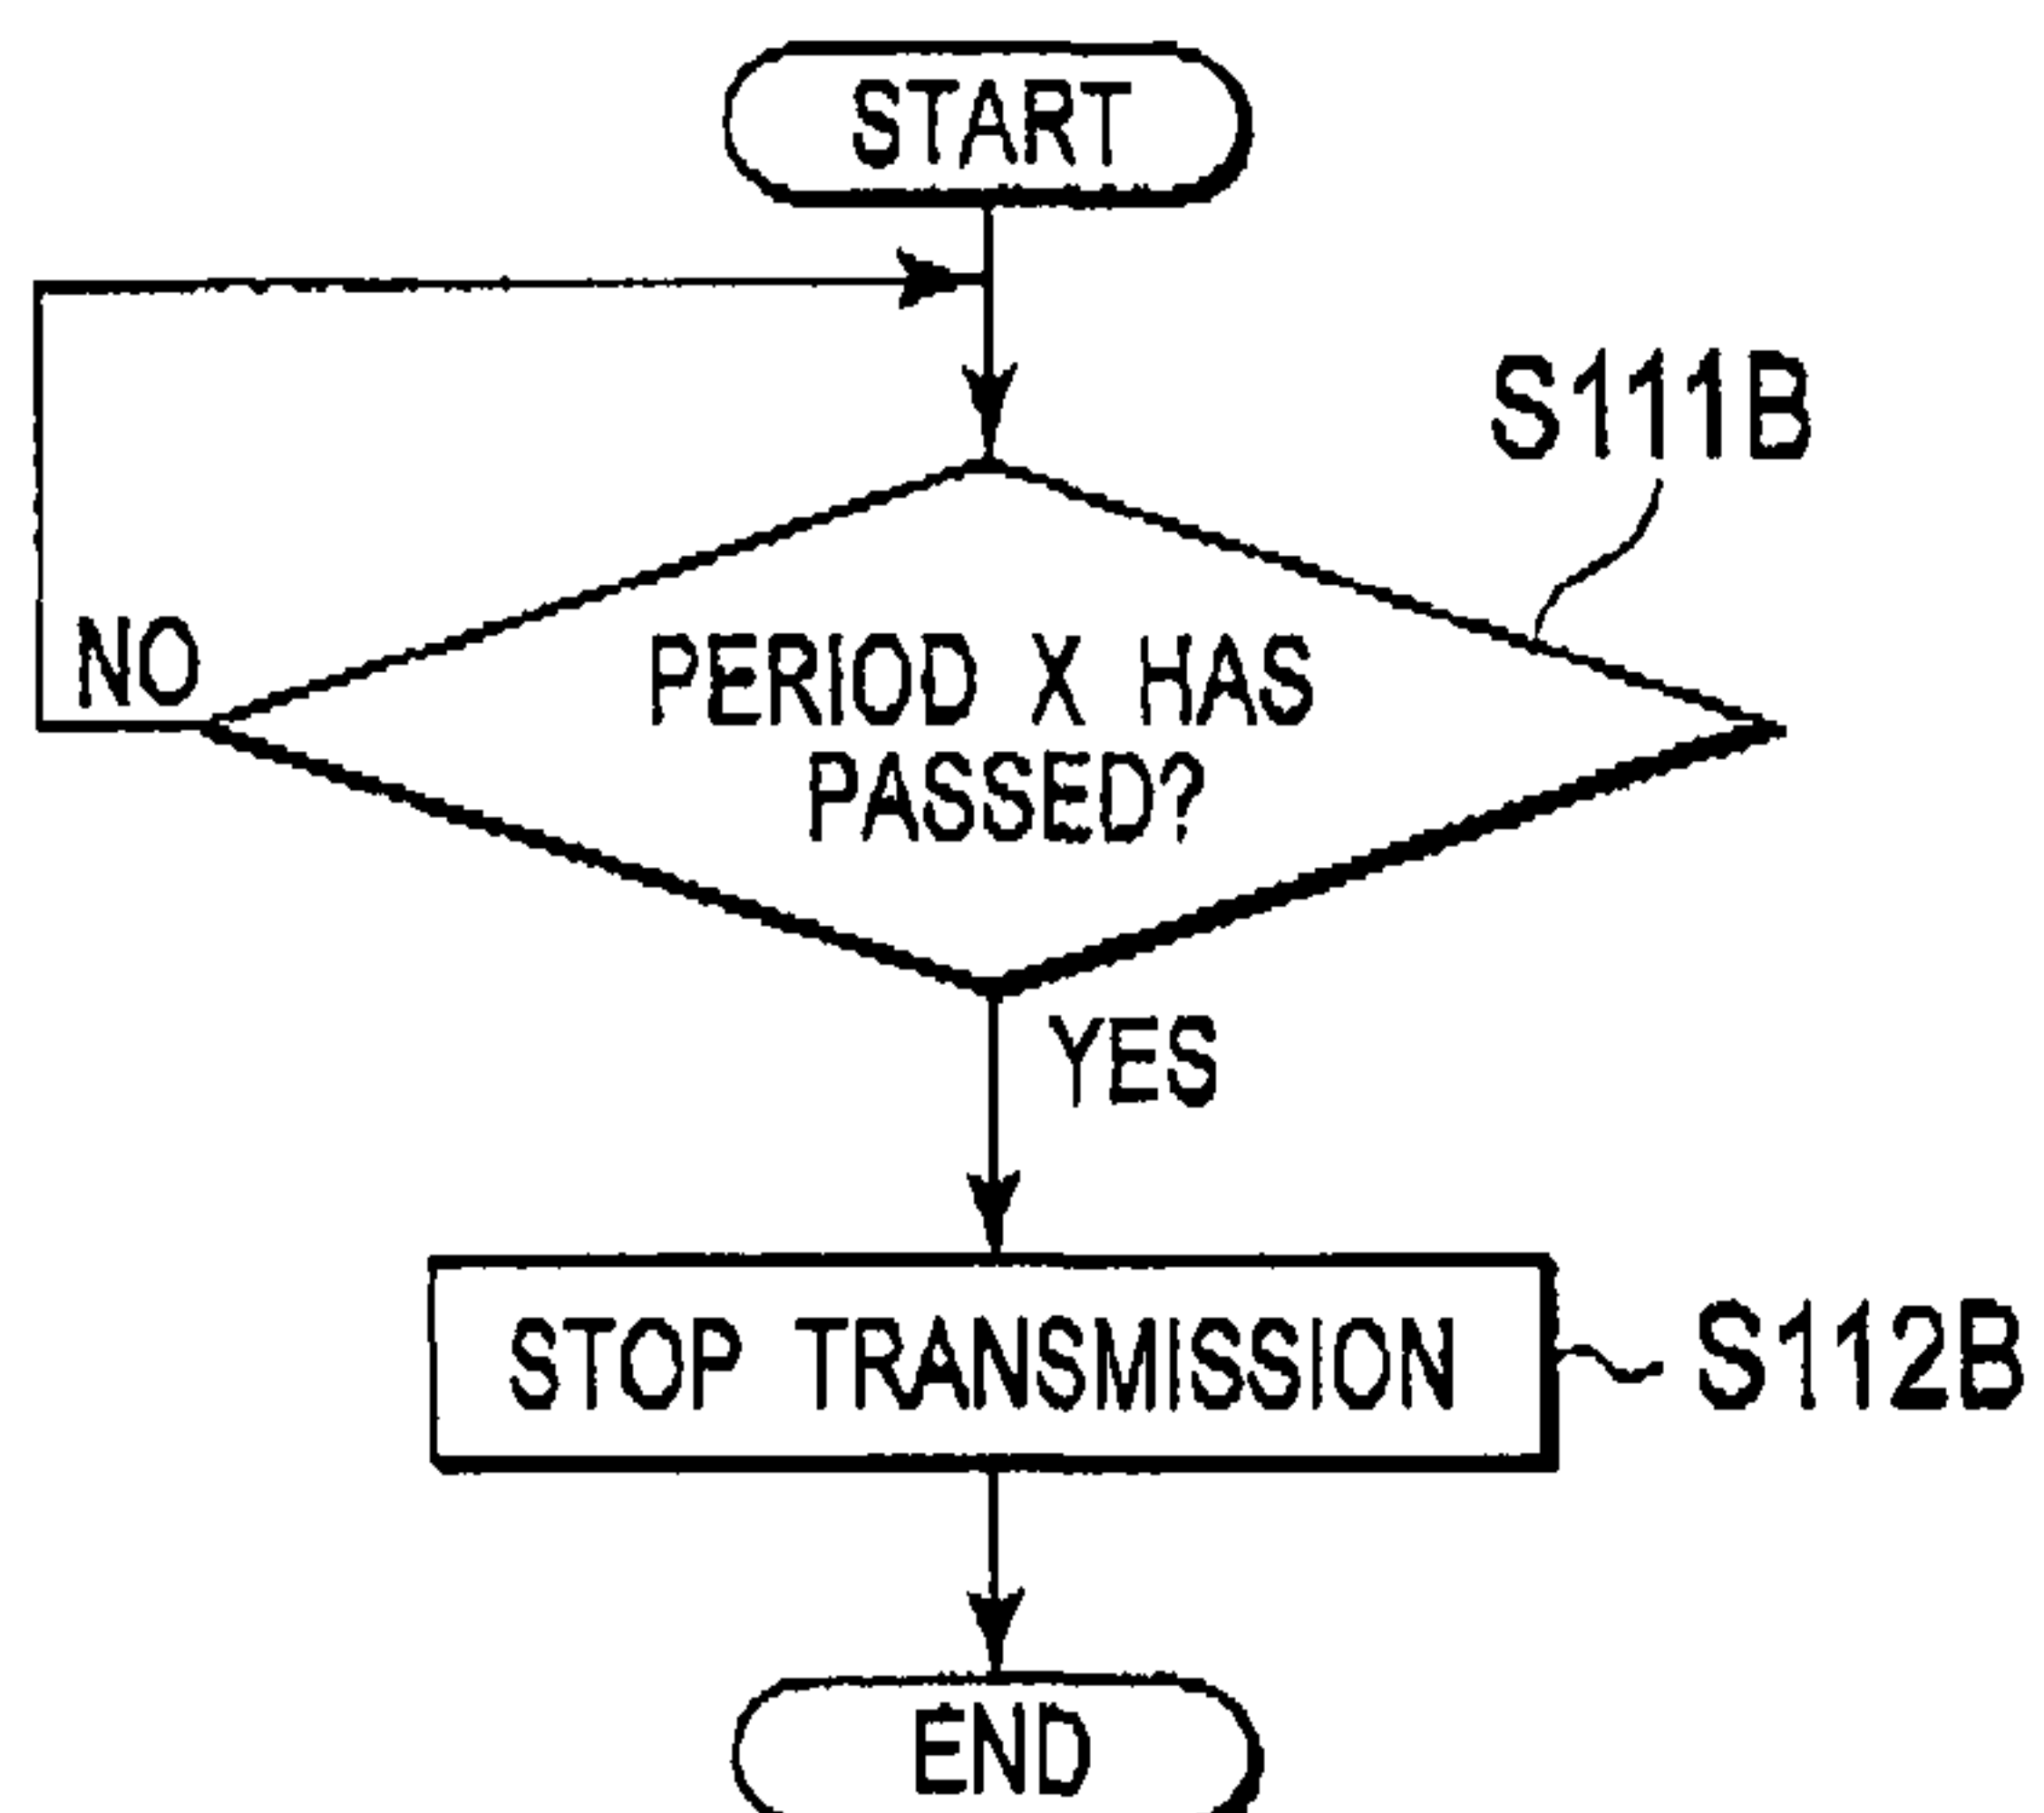 START
S111B
NO
PERIOD X HAS
PASSED?
YES
STOP TRANSMISSION
S112B
END